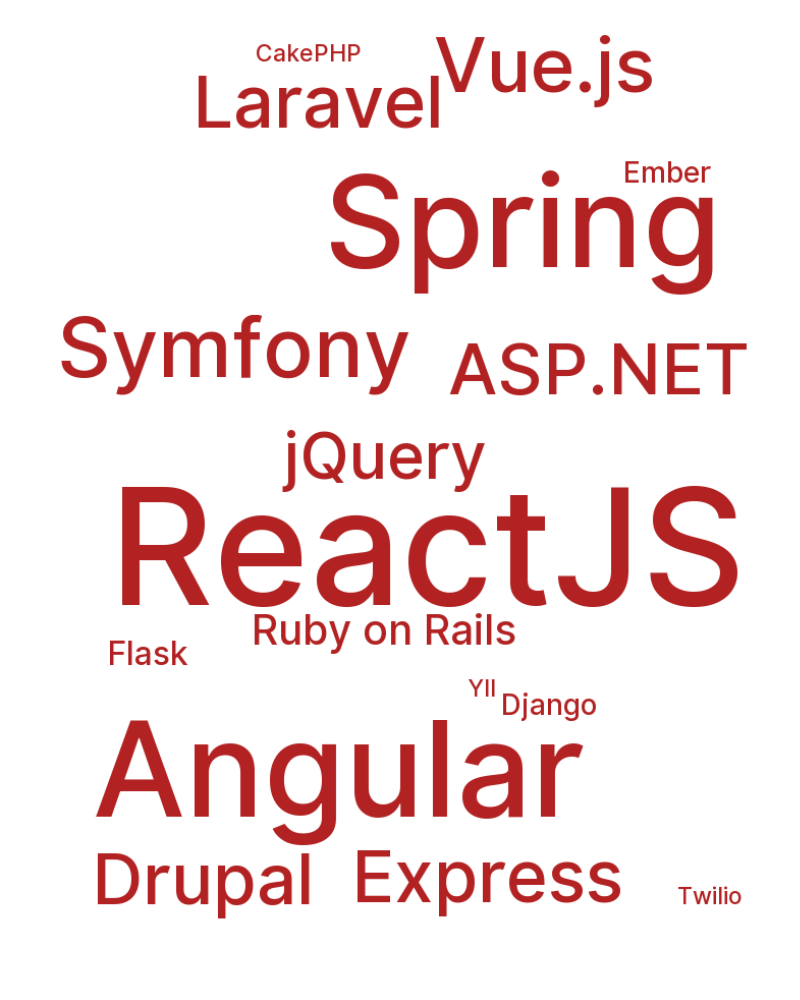 CakePHP
Vue.js
Laravel
Ember
Spring
Symfony
ASP.NET
jQuery
ReactJS
Ruby on Rails
Flask
YII
Django
Angular
Drupal
Express
Twilio